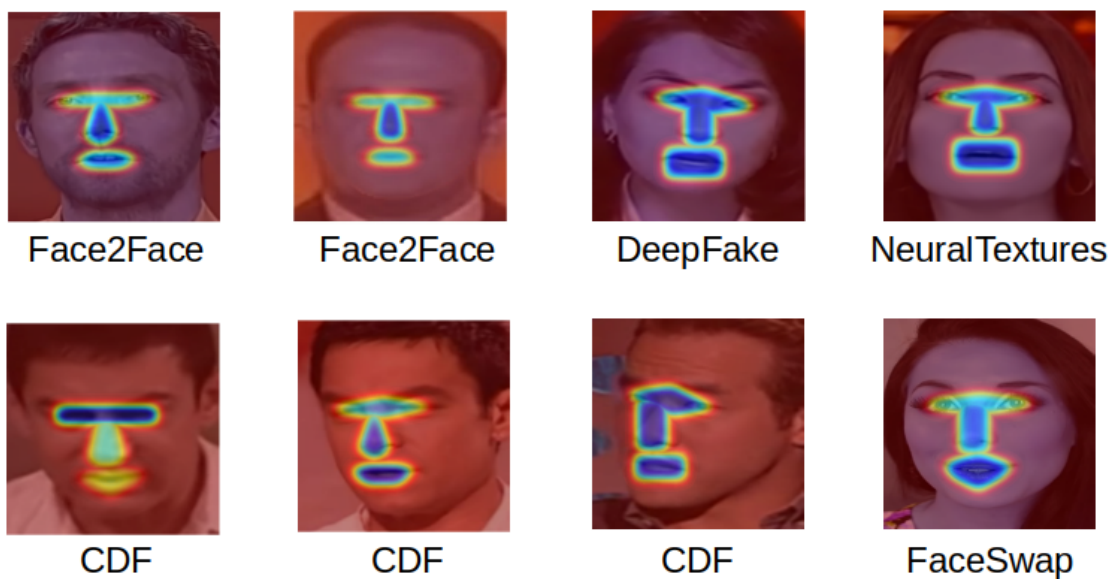 Face2Face
Face2Face
DeepFake
NeuralTextures
CDF
CDF
CDF
FaceSwap